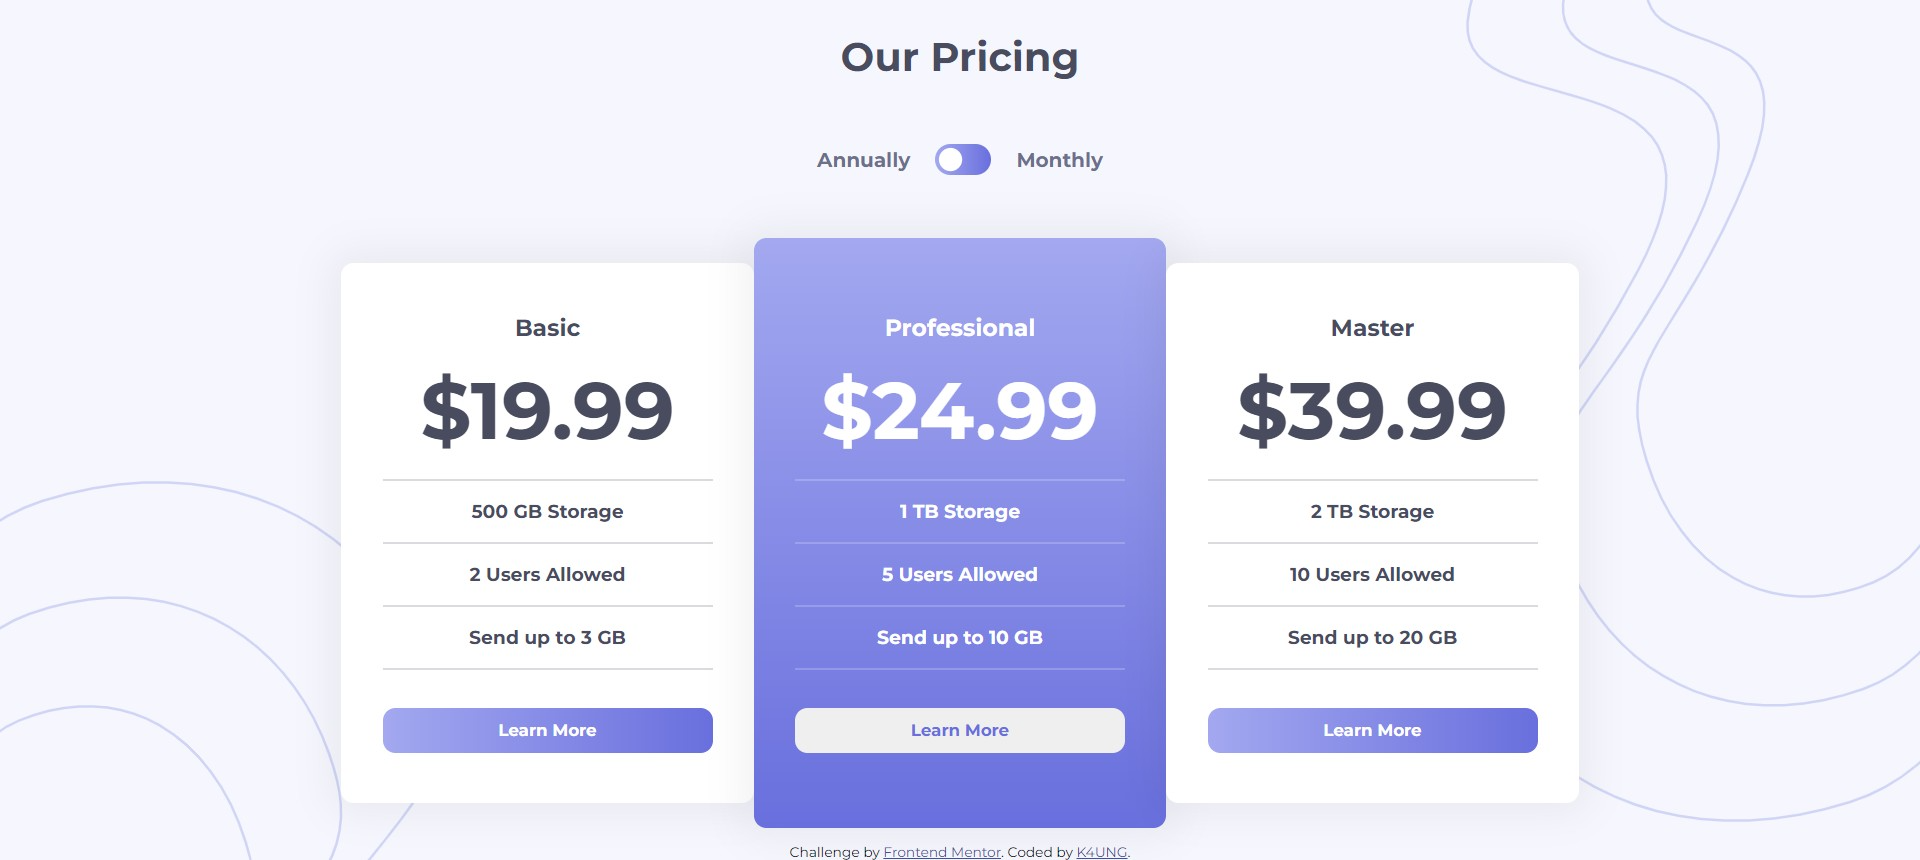 Our Pricing
Annually Monthly
Basic
$19.99
500 GB Storage
2 Users Allowed
Send up to 3 GB
Learn More
Professional
$24.99
1 TB Storage
5 Users Allowed
Send up to 10 GB
Learn More
Master
$39.99
2 TB Storage
10 Users Allowed
Send up to 20 GB
Learn More
Challenge by Frontend Mentor. Coded by K4UNG.